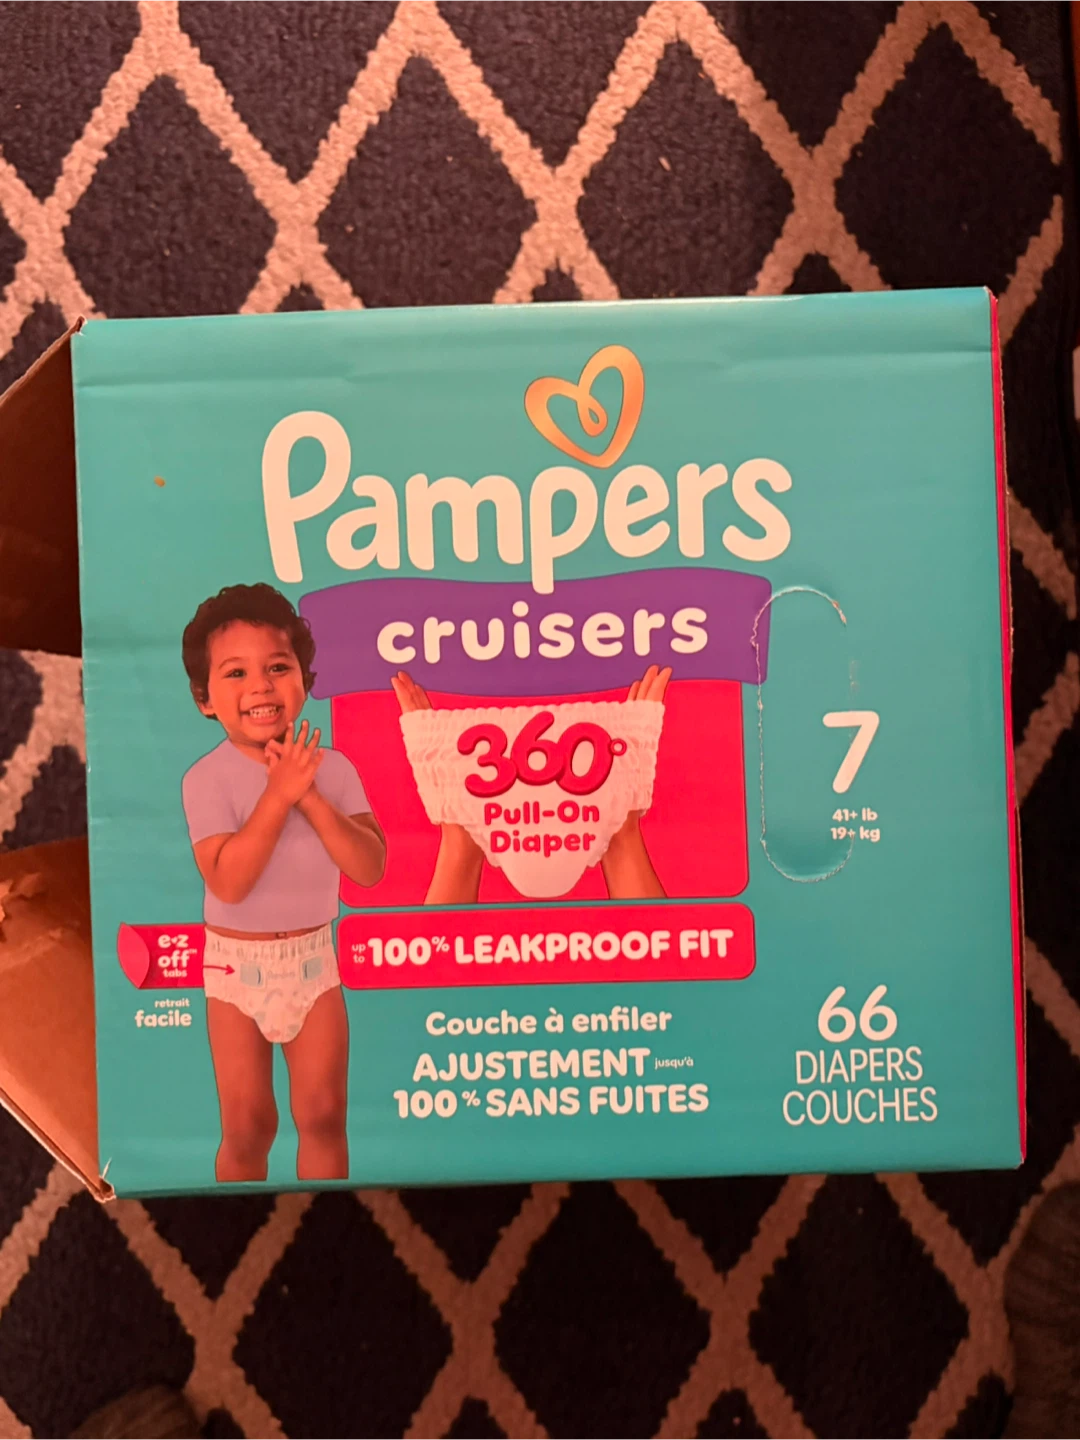 Pampers
cruisers
360°
Pull-On
Diaper
7
41+ lb
19+ kg
e-z
off™
tabs
retrait
facile
up to 100% LEAKPROOF FIT
Couche à enfiler
AJUSTEMENT jusqu'à
100 % SANS FUITES
66
DIAPERS
COUCHES